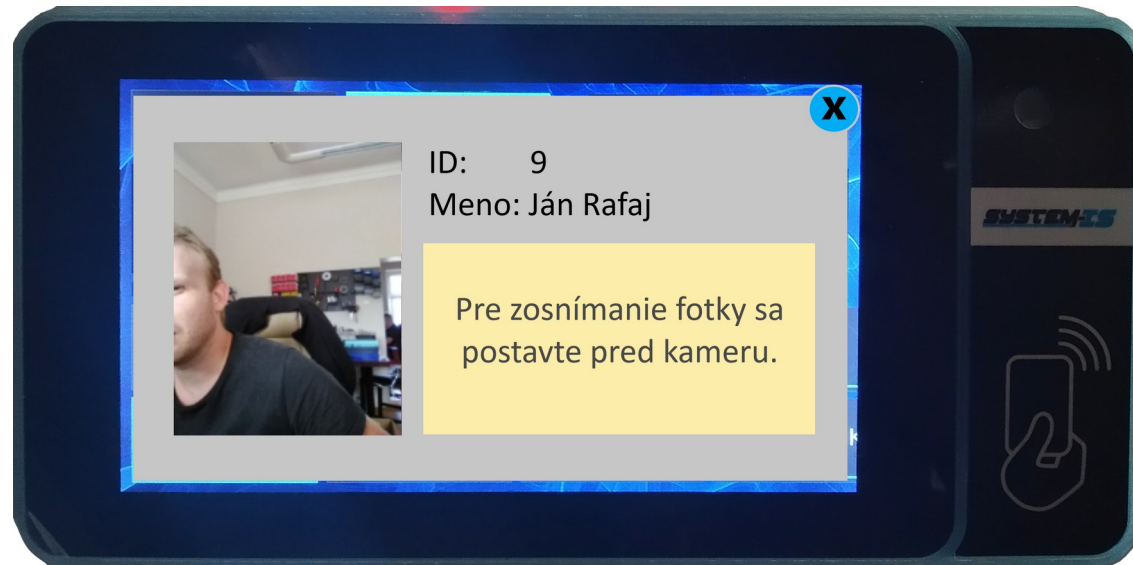 X
ID: 9
Meno: Ján Rafaj
Pre zosnímanie fotky sa
postavte pred kameru.
SYSTEM-IS
K